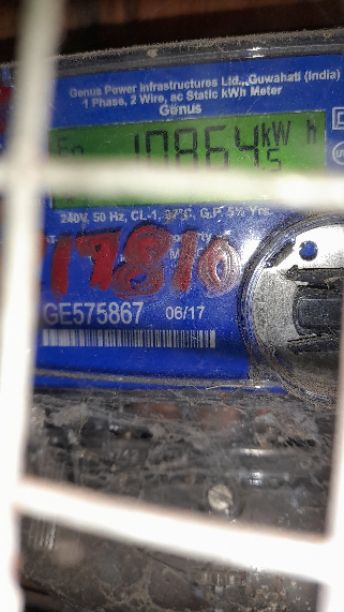 Genus Power Infrastructures Ltd., Guwahati (India)
1 Phase, 2 Wire, ac Static kWh Meter
Genus
10864 kW h
240V, 50 Hz, CL-1, 27°C, G.F. 5½ Yrs.
17810
GE575867 06/17